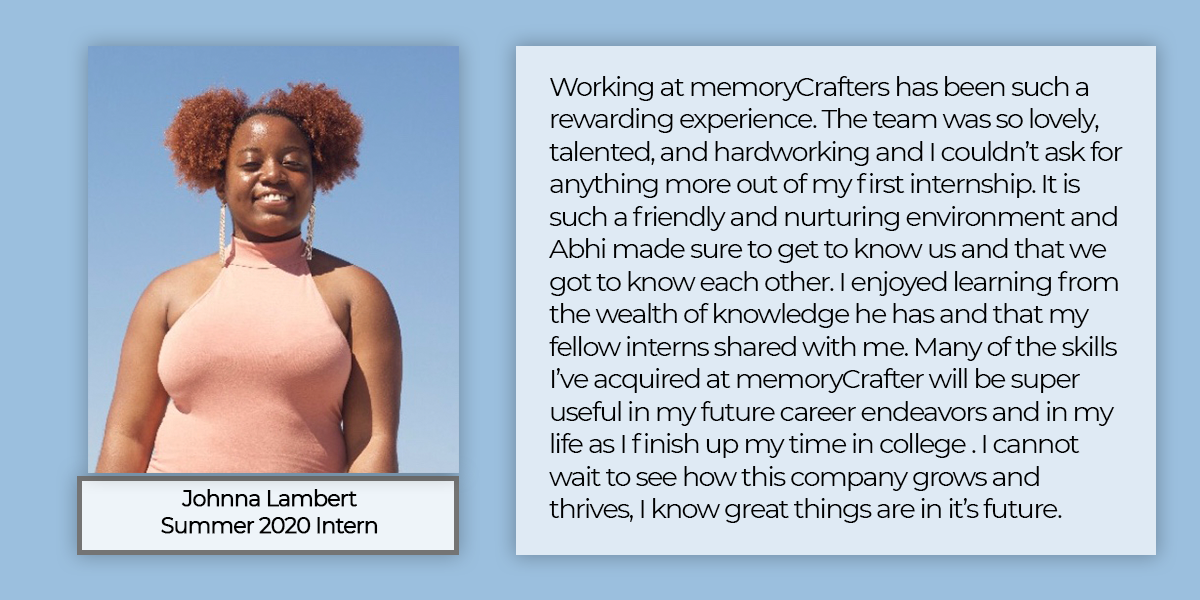 Working at memoryCrafters has been such a
rewarding experience. The team was so lovely,
talented, and hardworking and I couldn’t ask for
anything more out of my first internship. It is
such a friendly and nurturing environment and
Abhi made sure to get to know us and that we
got to know each other. I enjoyed learning from
the wealth of knowledge he has and that my
fellow interns shared with me. Many of the skills
I’ve acquired at memoryCrafter will be super
useful in my future career endeavors and in my
life as I finish up my time in college . I cannot
wait to see how this company grows and
thrives, I know great things are in it’s future.
Johnna Lambert
Summer 2020 Intern